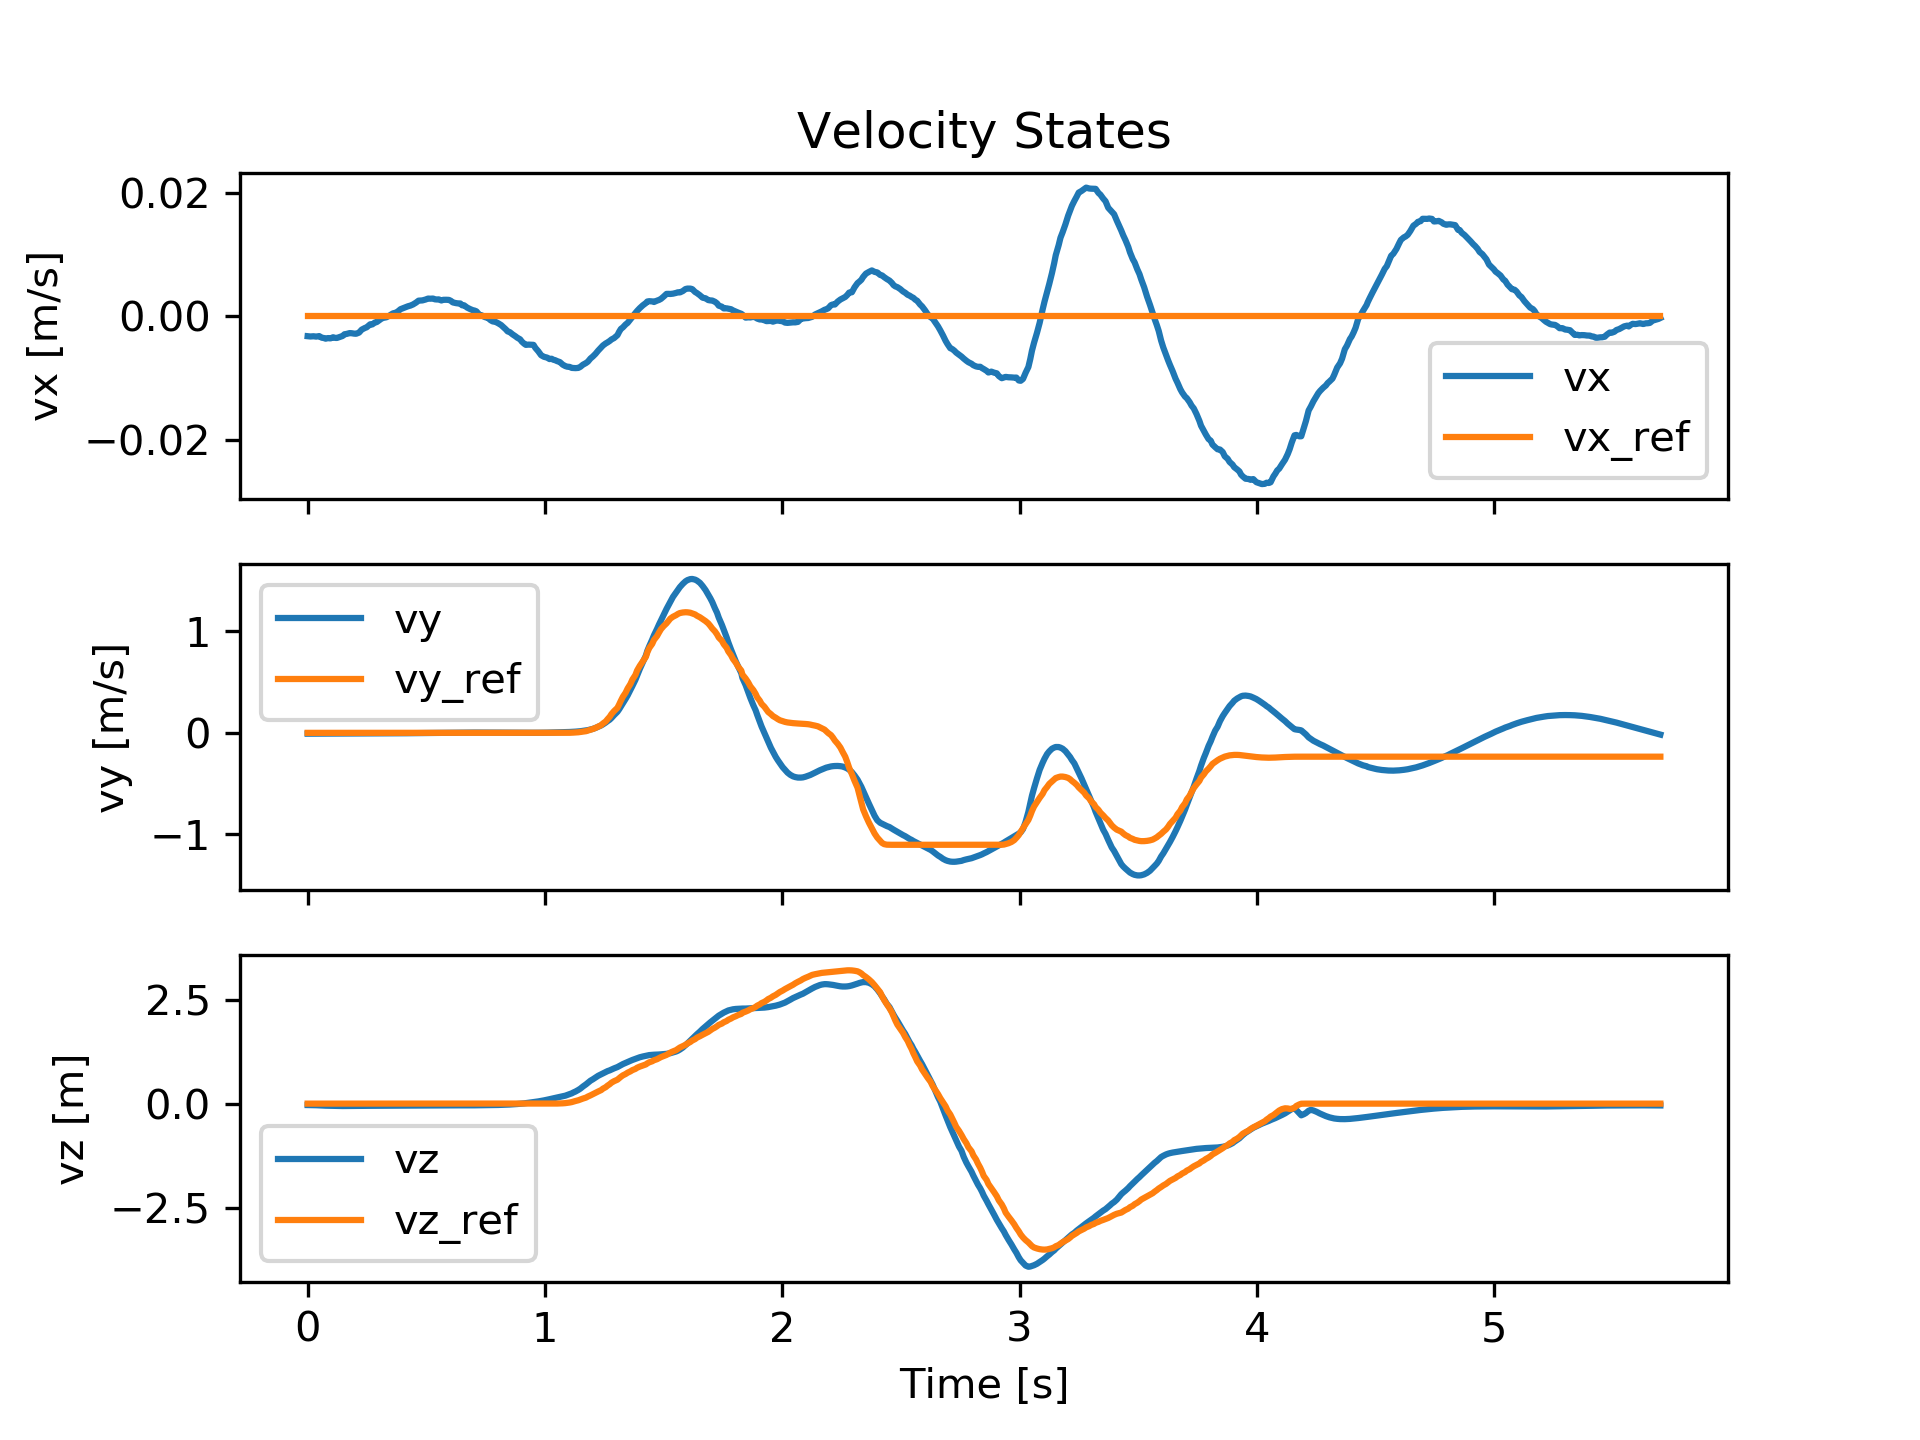 Velocity States
0.02
0.00
−0.02
vx [m/s]
vx
vx_ref
1
0
−1
vy [m/s]
vy
vy_ref
2.5
0.0
−2.5
vz [m]
vz
vz_ref
0 1 2 3 4 5
Time [s]